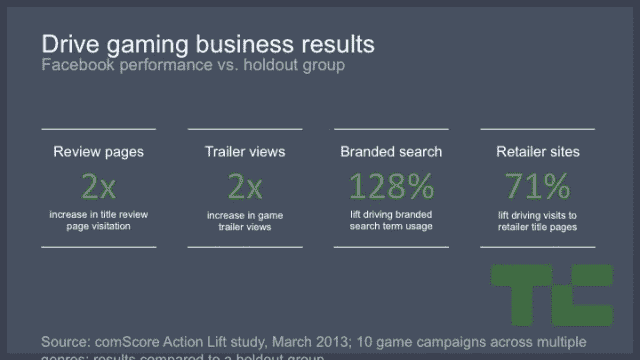 Drive gaming business results
Facebook performance vs. holdout group
Review pages
2x
increase in title review
page visitation
Trailer views
2x
increase in game
trailer views
Branded search
128%
lift driving branded
search term usage
Retailer sites
71%
lift driving visits to
retailer title pages
TC
Source: comScore Action Lift study, March 2013; 10 game campaigns across multiple
genres; results compared to a holdout group